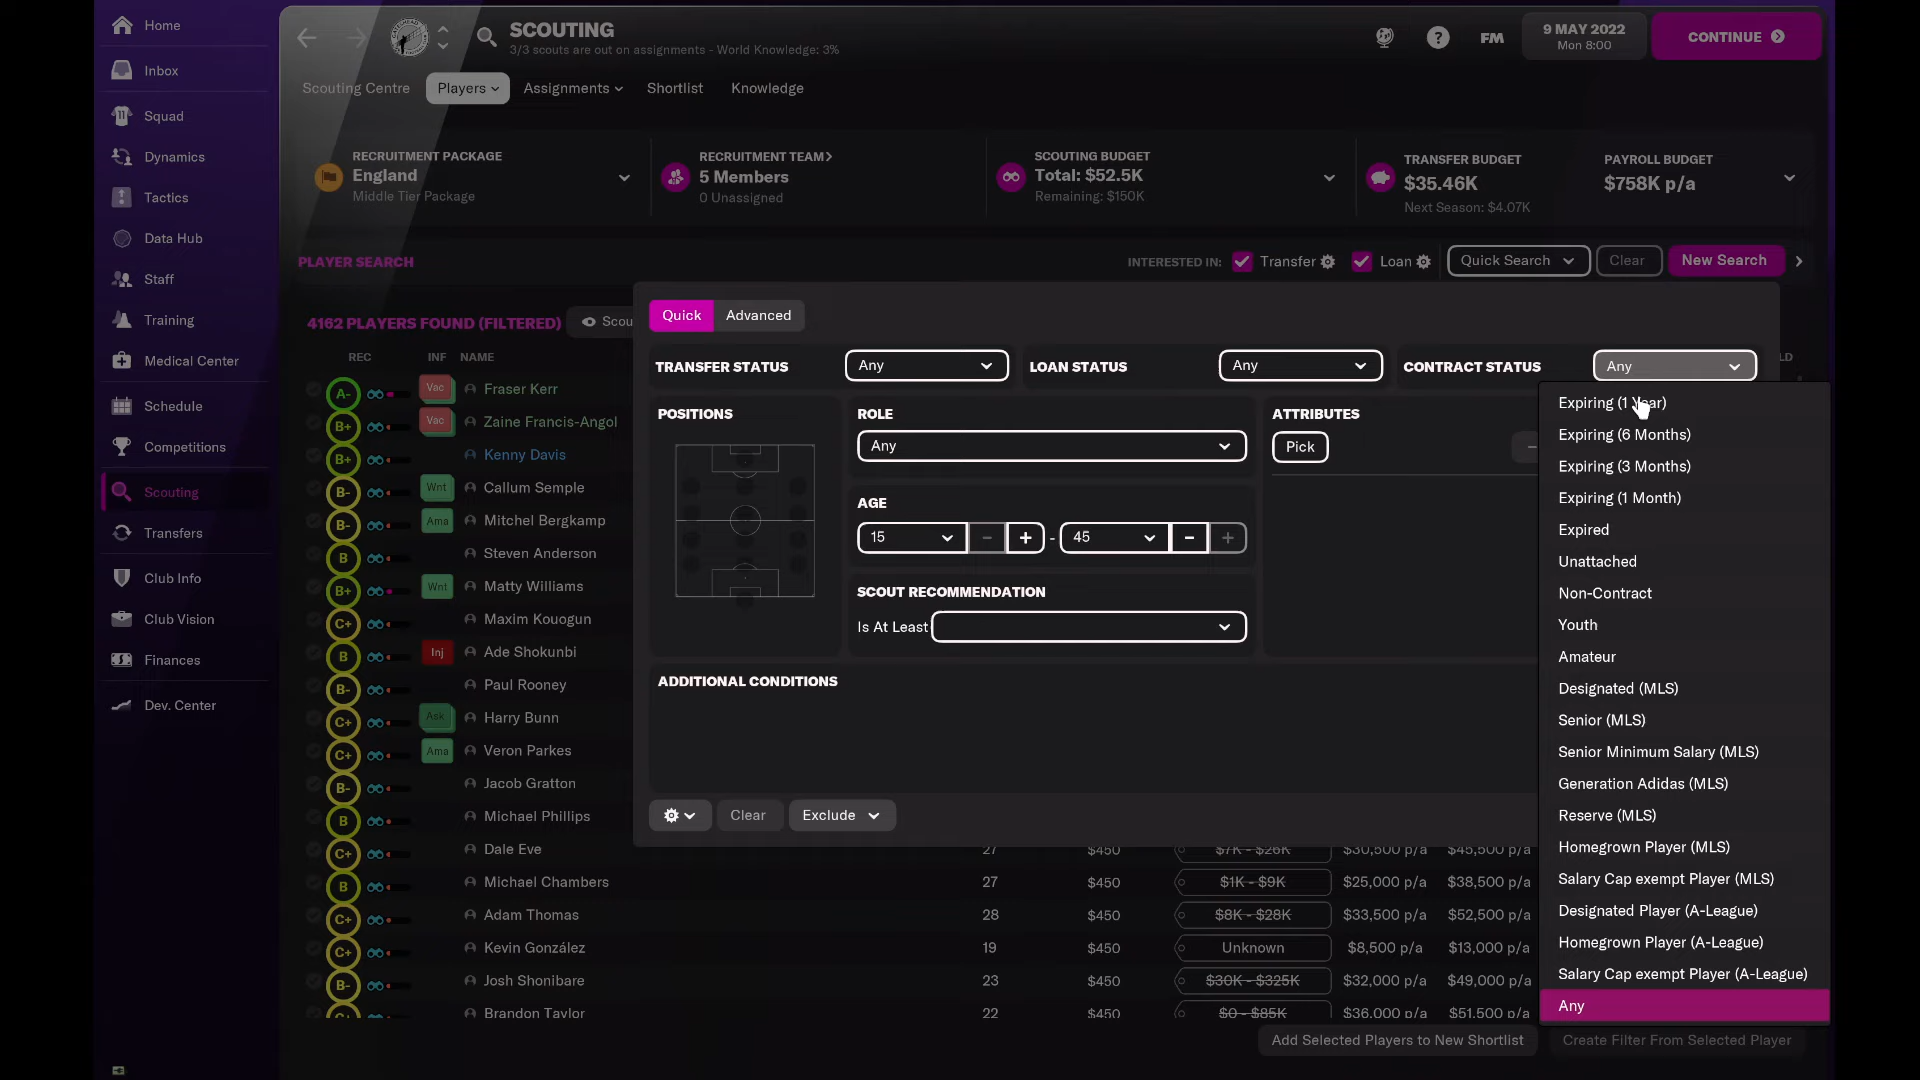 Home
Inbox
Squad
Dynamics
Tactics
Data Hub
Staff
Training
Medical Center
Schedule
Competitions
Scouting
Transfers
Club Info
Club Vision
Finances
Dev. Center
SCOUTING
3/3 scouts are out on assignments - World Knowledge: 3%
?
FM
9 MAY 2022
Mon 8:00
CONTINUE
Scouting Centre
Players
Assignments
Shortlist
Knowledge
RECRUITMENT PACKAGE
England
Middle Tier Package
RECRUITMENT TEAM>
5 Members
0 Unassigned
SCOUTING BUDGET
Total: $52.5K
Remaining: $150K
TRANSFER BUDGET
$35.46K
Next Season: $4.07K
PAYROLL BUDGET
$758K p/a
PLAYER SEARCH
INTERESTED IN:
Transfer
Loan
Quick Search
Clear
New Search
4162 PLAYERS FOUND (FILTERED)
Scou
REC INF NAME
LD
A- Vac Fraser Kerr
B+ Vac Zaine Francis-Angol
B+ Kenny Davis
B- Wnt Callum Semple
B- Ama Mitchel Bergkamp
B- Steven Anderson
B+ Wnt Matty Williams
C+ Maxim Kouogun
B Inj Ade Shokunbi
B- Paul Rooney
C+ Ask Harry Bunn
C+ Ama Veron Parkes
B- Jacob Gratton
B Michael Phillips
C+ Dale Eve 27 $450 $7K - $26K $30,500 p/a $45,500 p/a
B Michael Chambers 27 $450 $1K - $9K $25,000 p/a $38,500 p/a
C+ Adam Thomas 28 $450 $8K - $28K $33,500 p/a $52,500 p/a
C+ Kevin González 19 $450 Unknown $8,500 p/a $13,000 p/a
B- Josh Shonibare 23 $450 $30K - $325K $32,000 p/a $49,000 p/a
C+ Brandon Taylor 22 $450 $0 - $85K $36,000 p/a $51,500 p/a
Quick
Advanced
TRANSFER STATUS
Any
LOAN STATUS
Any
CONTRACT STATUS
Any
POSITIONS
ROLE
Any
ATTRIBUTES
Pick
AGE
15 - + - 45 - +
SCOUT RECOMMENDATION
Is At Least
ADDITIONAL CONDITIONS
Clear
Exclude
Expiring (1 Year)
Expiring (6 Months)
Expiring (3 Months)
Expiring (1 Month)
Expired
Unattached
Non-Contract
Youth
Amateur
Designated (MLS)
Senior (MLS)
Senior Minimum Salary (MLS)
Generation Adidas (MLS)
Reserve (MLS)
Homegrown Player (MLS)
Salary Cap exempt Player (MLS)
Designated Player (A-League)
Homegrown Player (A-League)
Salary Cap exempt Player (A-League)
Any
Add Selected Players to New Shortlist
Create Filter From Selected Player